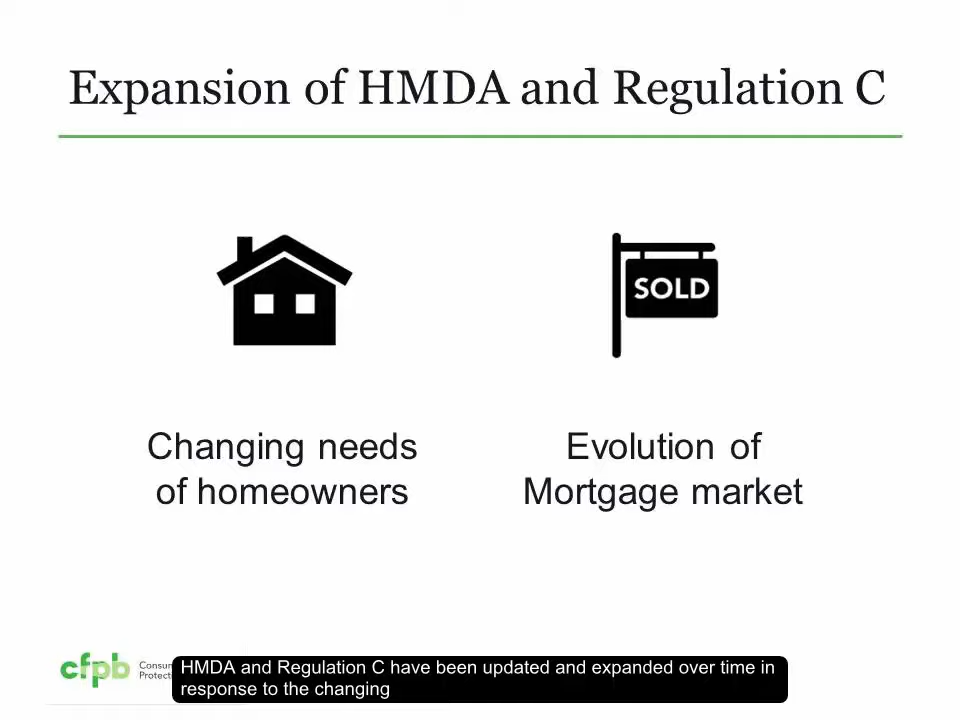 Expansion of HMDA and Regulation C
SOLD
Changing needs
of homeowners
Evolution of
Mortgage market
cfpb
HMDA and Regulation C have been updated and expanded over time in
response to the changing